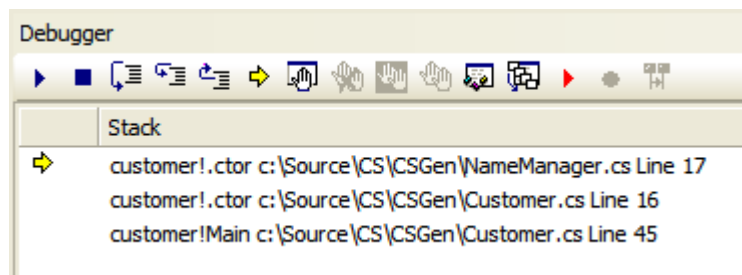 Debugger
Stack
customer!.ctor c:\Source\CS\CSGen\NameManager.cs Line 17
customer!.ctor c:\Source\CS\CSGen\Customer.cs Line 16
customer!Main c:\Source\CS\CSGen\Customer.cs Line 45